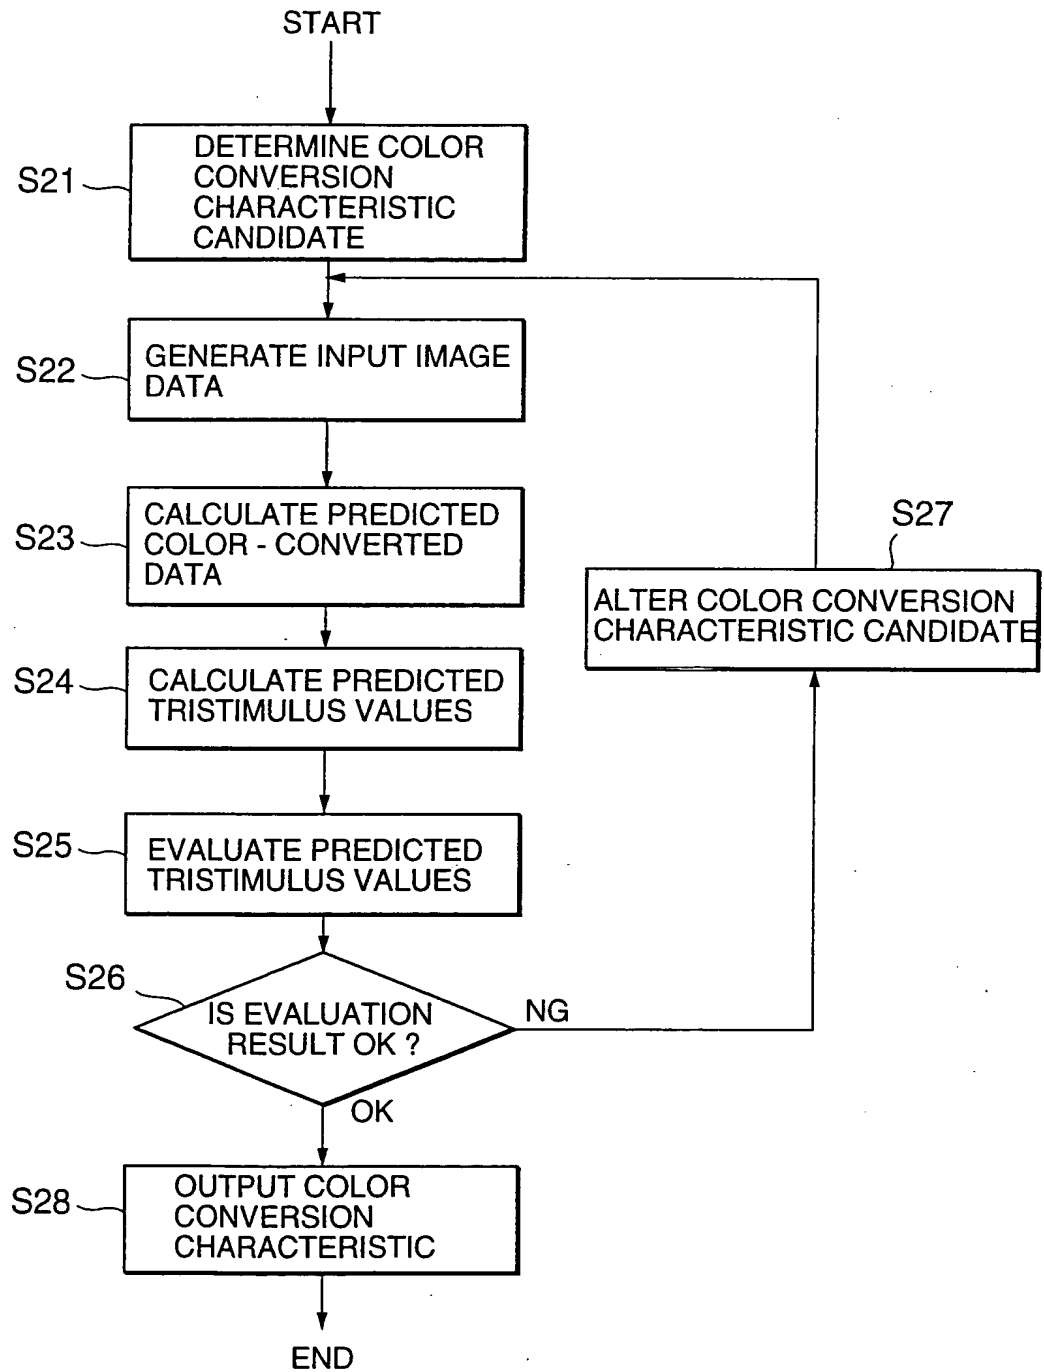 START
S21
DETERMINE COLOR
CONVERSION
CHARACTERISTIC
CANDIDATE
S22
GENERATE INPUT IMAGE
DATA
S23
CALCULATE PREDICTED
COLOR - CONVERTED
DATA
S27
ALTER COLOR CONVERSION
CHARACTERISTIC CANDIDATE
S24
CALCULATE PREDICTED
TRISTIMULUS VALUES
S25
EVALUATE PREDICTED
TRISTIMULUS VALUES
S26
IS EVALUATION
RESULT OK ?
NG
OK
S28
OUTPUT COLOR
CONVERSION
CHARACTERISTIC
END